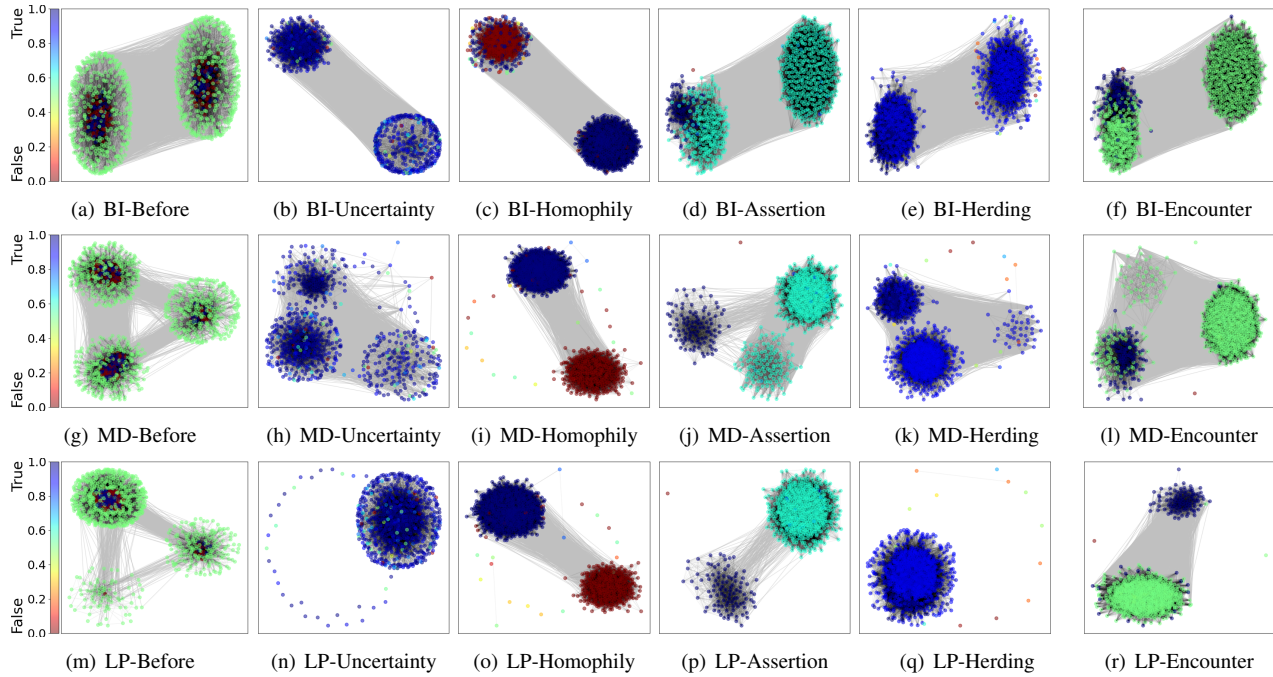 True
1.0
0.8
0.6
0.4
0.2
0.0
False
(a) BI-Before
(b) BI-Uncertainty
(c) BI-Homophily
(d) BI-Assertion
(e) BI-Herding
(f) BI-Encounter
True
1.0
0.8
0.6
0.4
0.2
0.0
False
(g) MD-Before
(h) MD-Uncertainty
(i) MD-Homophily
(j) MD-Assertion
(k) MD-Herding
(l) MD-Encounter
True
1.0
0.8
0.6
0.4
0.2
0.0
False
(m) LP-Before
(n) LP-Uncertainty
(o) LP-Homophily
(p) LP-Assertion
(q) LP-Herding
(r) LP-Encounter